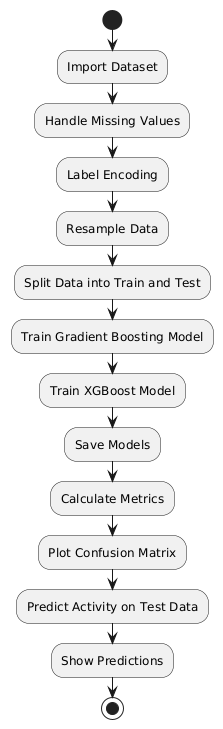 Import Dataset
Handle Missing Values
Label Encoding
Resample Data
Split Data into Train and Test
Train Gradient Boosting Model
Train XGBoost Model
Save Models
Calculate Metrics
Plot Confusion Matrix
Predict Activity on Test Data
Show Predictions